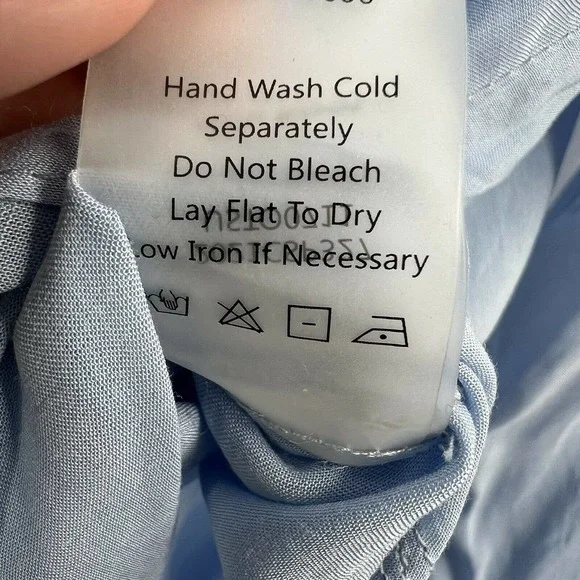 Hand Wash Cold
Separately
Do Not Bleach
Lay Flat To Dry
Low Iron If Necessary